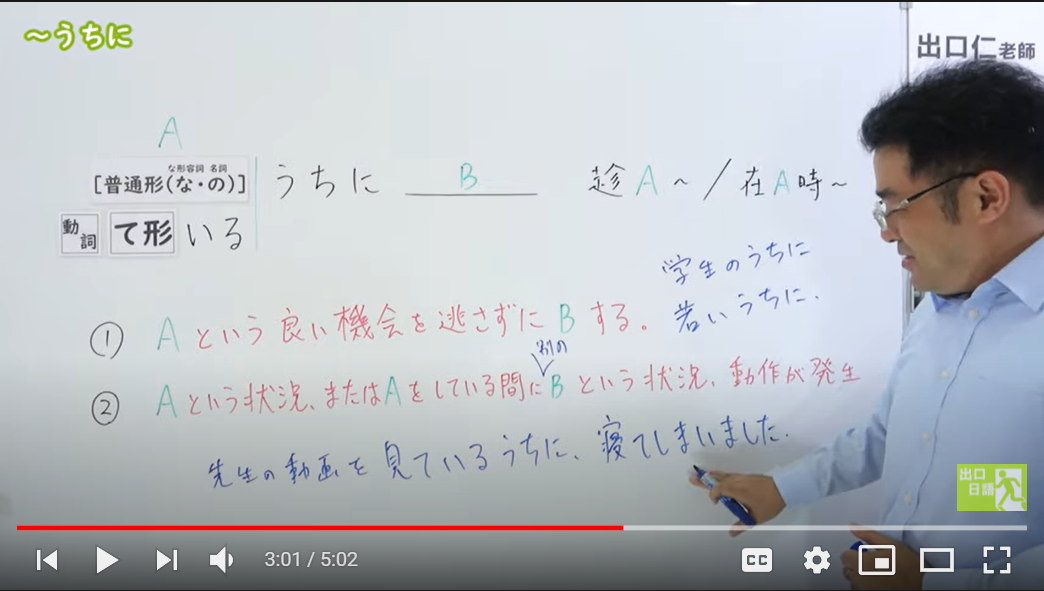 ～うちに
出口仁老師
A
な形容詞 名詞
[普通形(な・の)] うちに B 趁A～/在A時～
動詞 て形 いる
学生のうちに
若いうちに.
① Aという良い機会を逃さずにBする。
別の
② Aという状況、またはAをしている間にBという状況、動作が発生
先生の動画を見ているうちに、寝てしまいました.
出口
日語
3:01 / 5:02
CC